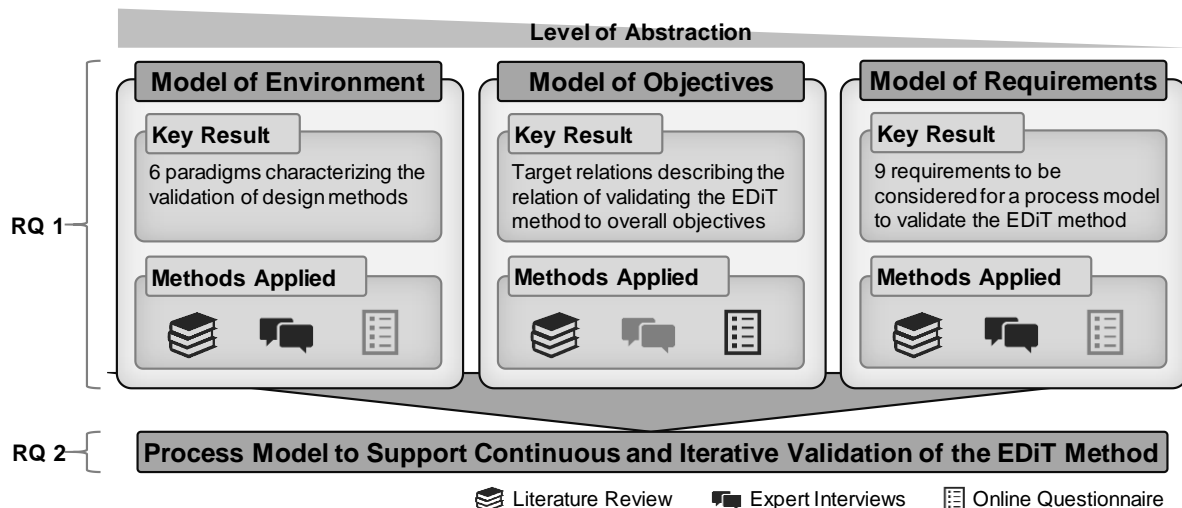 Level of Abstraction
RQ 1
Model of Environment
Key Result
6 paradigms characterizing the
validation of design methods
Methods Applied
Model of Objectives
Key Result
Target relations describing the
relation of validating the EDiT
method to overall objectives
Methods Applied
Model of Requirements
Key Result
9 requirements to be
considered for a process model
to validate the EDiT method
Methods Applied
RQ 2
Process Model to Support Continuous and Iterative Validation of the EDiT Method
Literature Review
Expert Interviews
Online Questionnaire